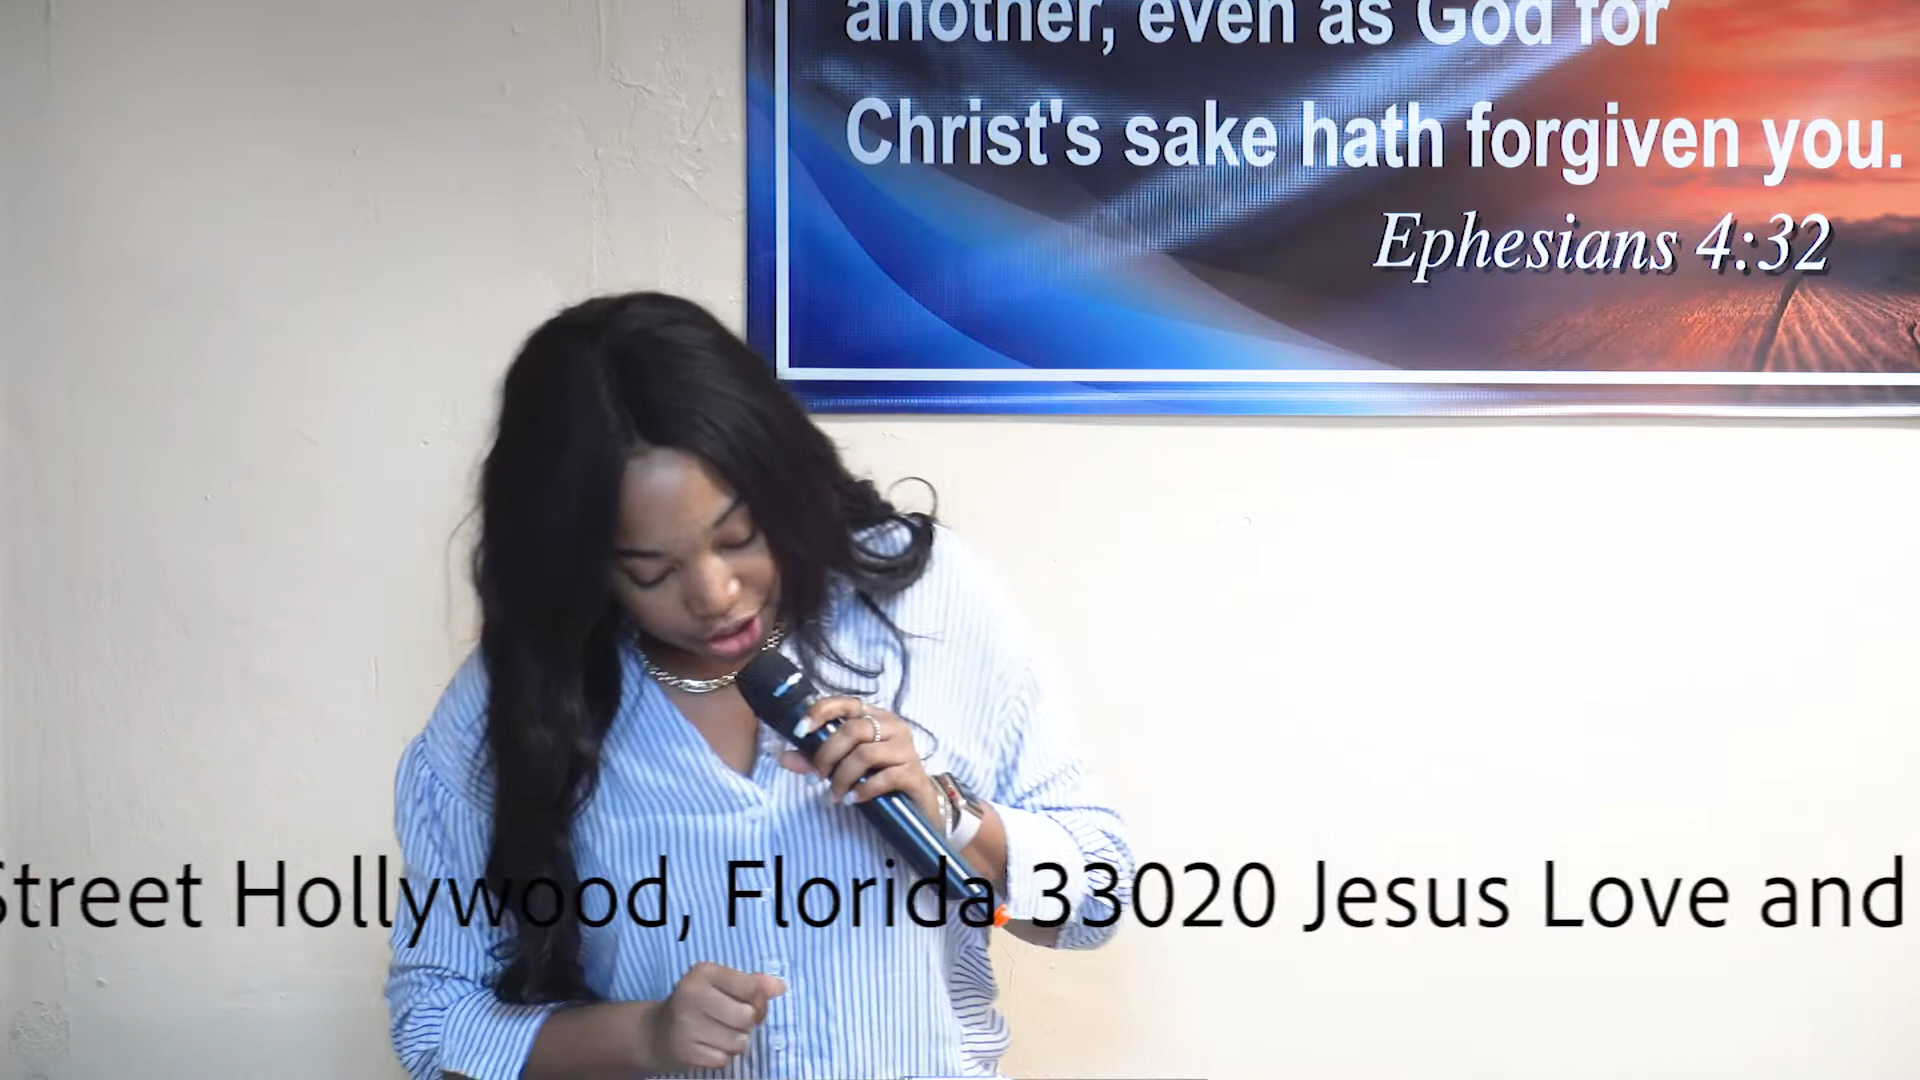 another, even as God for
Christ's sake hath forgiven you.
Ephesians 4:32
Street Hollywood, Florida 33020 Jesus Love and